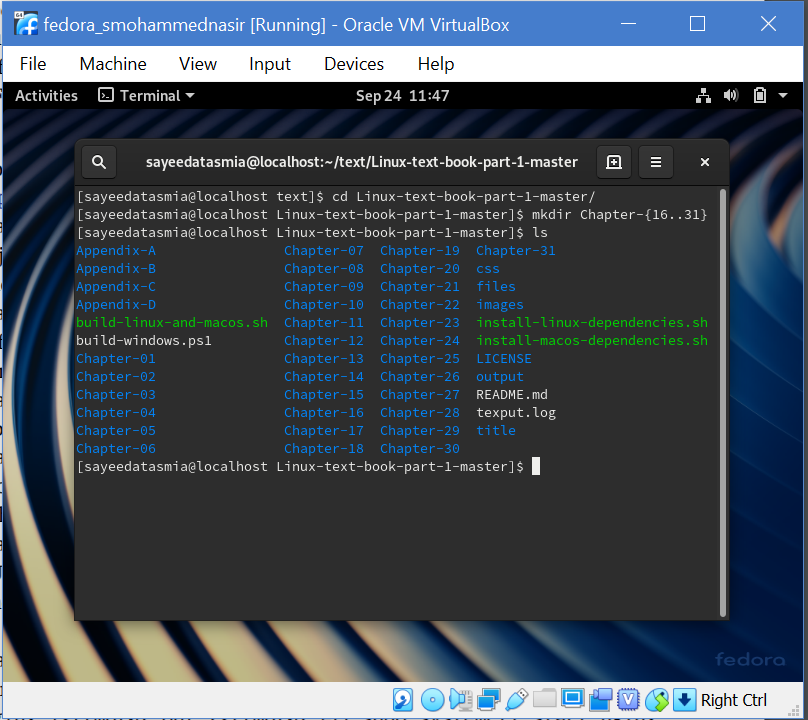 fedora_smohammednasir [Running] - Oracle VM VirtualBox
File Machine View Input Devices Help
Activities Terminal Sep 24 11:47
sayeedatasmia@localhost:~/text/Linux-text-book-part-1-master
[sayeedatasmia@localhost text]$ cd Linux-text-book-part-1-master/
[sayeedatasmia@localhost Linux-text-book-part-1-master]$ mkdir Chapter-{16..31}
[sayeedatasmia@localhost Linux-text-book-part-1-master]$ ls
Appendix-A Chapter-07 Chapter-19 Chapter-31
Appendix-B Chapter-08 Chapter-20 css
Appendix-C Chapter-09 Chapter-21 files
Appendix-D Chapter-10 Chapter-22 images
build-linux-and-macos.sh Chapter-11 Chapter-23 install-linux-dependencies.sh
build-windows.ps1 Chapter-12 Chapter-24 install-macos-dependencies.sh
Chapter-01 Chapter-13 Chapter-25 LICENSE
Chapter-02 Chapter-14 Chapter-26 output
Chapter-03 Chapter-15 Chapter-27 README.md
Chapter-04 Chapter-16 Chapter-28 texput.log
Chapter-05 Chapter-17 Chapter-29 title
Chapter-06 Chapter-18 Chapter-30
[sayeedatasmia@localhost Linux-text-book-part-1-master]$
fedora
Right Ctrl